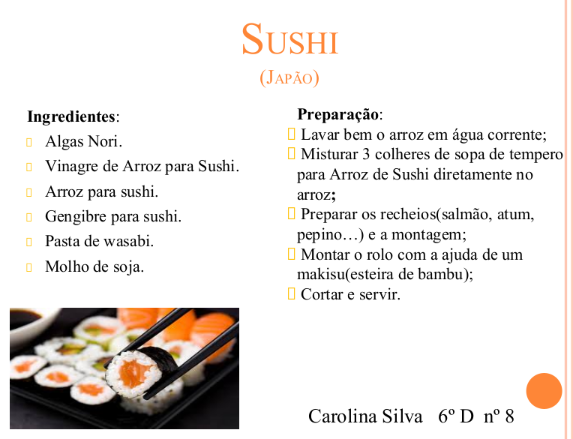 Sushi
(Japão)
Ingredientes:
Algas Nori.
Vinagre de Arroz para Sushi.
Arroz para sushi.
Gengibre para sushi.
Pasta de wasabi.
Molho de soja.
Preparação:
Lavar bem o arroz em água corrente;
Misturar 3 colheres de sopa de tempero
para Arroz de Sushi diretamente no
arroz;
Preparar os recheios(salmão, atum,
pepino…) e a montagem;
Montar o rolo com a ajuda de um
makisu(esteira de bambu);
Cortar e servir.
Carolina Silva 6º D nº 8